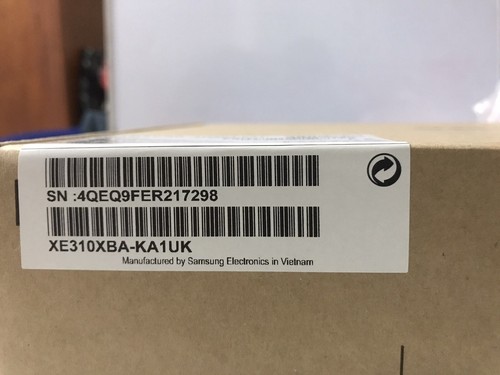 SN :4QEQ9FER217298
XE310XBA-KA1UK
Manufactured by Samsung Electronics in Vietnam